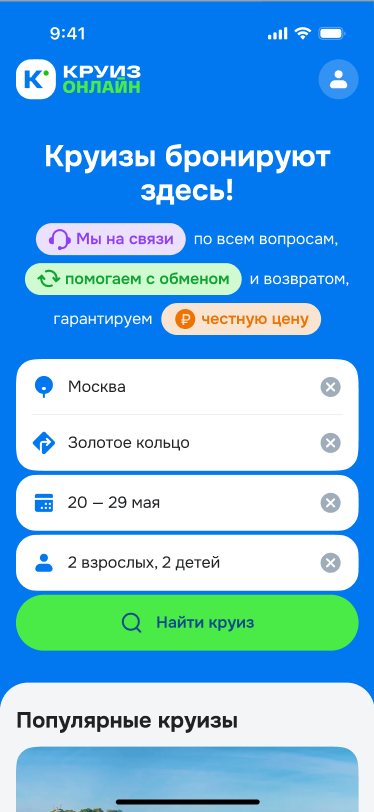 9:41
К КРУИЗ
ОНЛАЙН
Круизы бронируют
здесь!
Мы на связи по всем вопросам,
помогаем с обменом и возвратом,
гарантируем ₽ честную цену
Москва
Золотое кольцо
20 — 29 мая
2 взрослых, 2 детей
Найти круиз
Популярные круизы